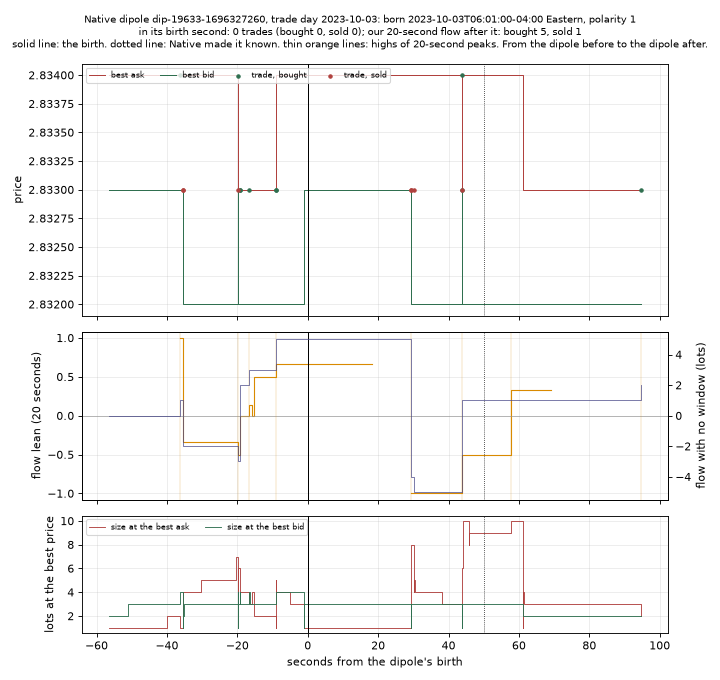 Native dipole dip-19633-1696327260, trade day 2023-10-03: born 2023-10-03T06:01:00-04:00 Eastern, polarity 1
in its birth second: 0 trades (bought 0, sold 0); our 20-second flow after it: bought 5, sold 1
solid line: the birth. dotted line: Native made it known. thin orange lines: highs of 20-second peaks. From the dipole before to the dipole after.
best ask
best bid
trade, bought
trade, sold
2.83400
2.83375
2.83350
2.83325
2.83300
2.83275
2.83250
2.83225
2.83200
price
1.0
0.5
0.0
−0.5
−1.0
flow lean (20 seconds)
4
2
0
−2
−4
flow with no window (lots)
size at the best ask
size at the best bid
10
8
6
4
2
lots at the best price
−60
−40
−20
0
20
40
60
80
100
seconds from the dipole's birth